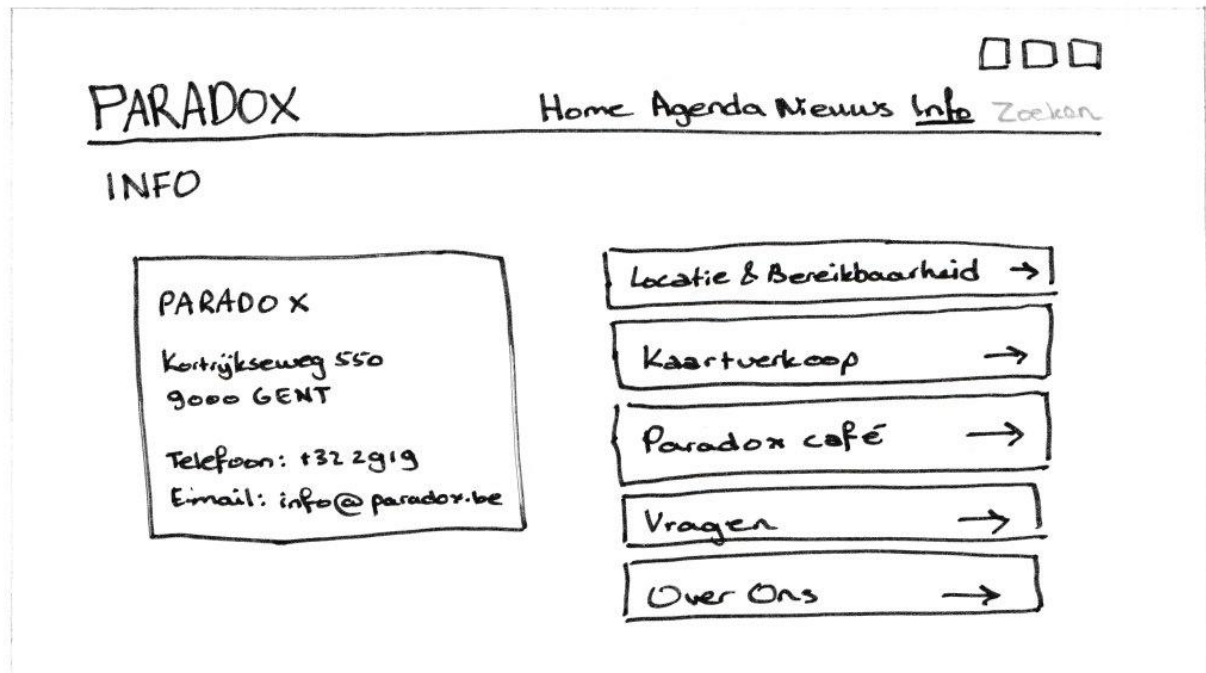 PARADOX
Home Agenda Nieuws Info Zoeken
INFO
PARADOX
Kortrijkseweg 550
9000 GENT
Telefoon: +32 2919
Email: info@paradox.be
Locatie & Bereikbaarheid →
Kaartverkoop →
Paradox café →
Vragen →
Over Ons →